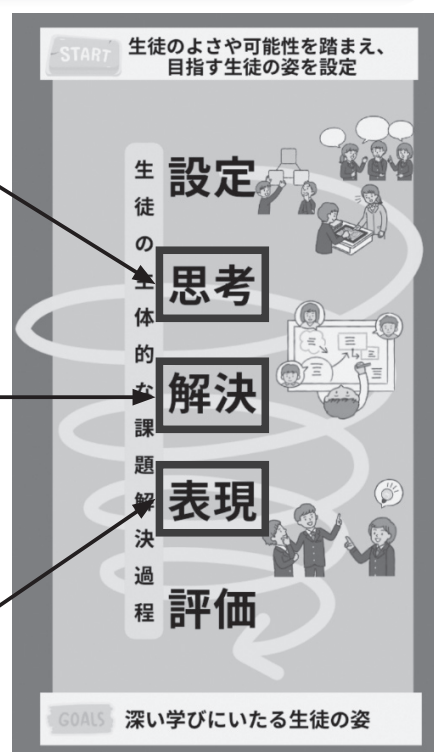 START
生徒のよさや可能性を踏まえ、
目指す生徒の姿を設定
生徒の主体的な課題解決過程
設定
思考
解決
表現
評価
GOALS
深い学びにいたる生徒の姿